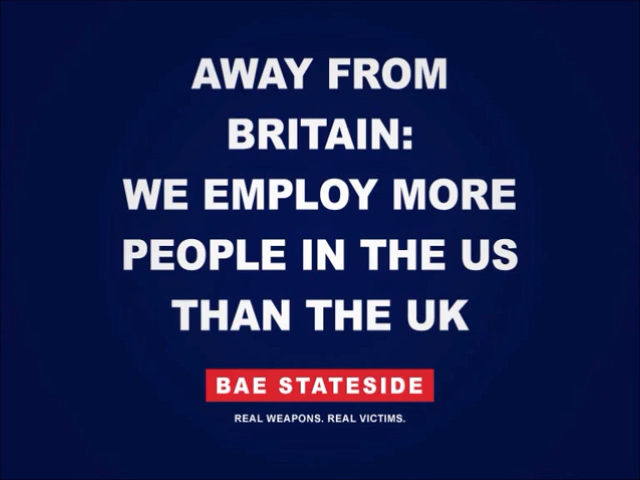 AWAY FROM
BRITAIN:
WE EMPLOY MORE
PEOPLE IN THE US
THAN THE UK
BAE STATESIDE
REAL WEAPONS. REAL VICTIMS.